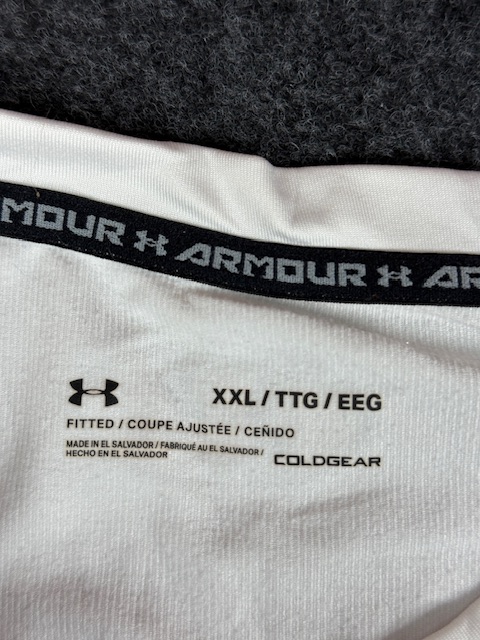 MOUR ARMOUR AR
XXL / TTG / EEG
FITTED / COUPE AJUSTÉE / CEÑIDO
MADE IN EL SALVADOR / FABRIQUÉ AU EL SALVADOR /
HECHO EN EL SALVADOR
COLDGEAR